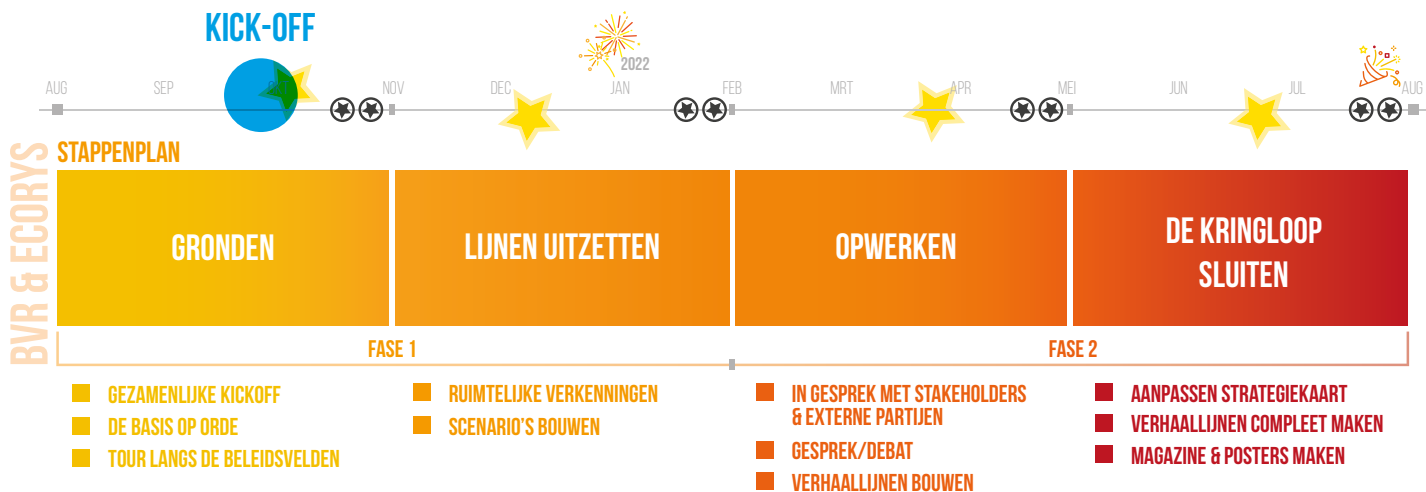 KICK-OFF
2022
AUG SEP NOV DEC JAN FEB MRT APR MEI JUN JUL AUG
BVR & ECORYS
STAPPENPLAN
GRONDEN
LIJNEN UITZETTEN
OPWERKEN
DE KRINGLOOP
SLUITEN
FASE 1
FASE 2
GEZAMENLIJKE KICKOFF
DE BASIS OP ORDE
TOUR LANGS DE BELEIDSVELDEN
RUIMTELIJKE VERKENNINGEN
SCENARIO'S BOUWEN
IN GESPREK MET STAKEHOLDERS
& EXTERNE PARTIJEN
GESPREK/DEBAT
VERHAALLIJNEN BOUWEN
AANPASSEN STRATEGIEKAART
VERHAALLIJNEN COMPLEET MAKEN
MAGAZINE & POSTERS MAKEN